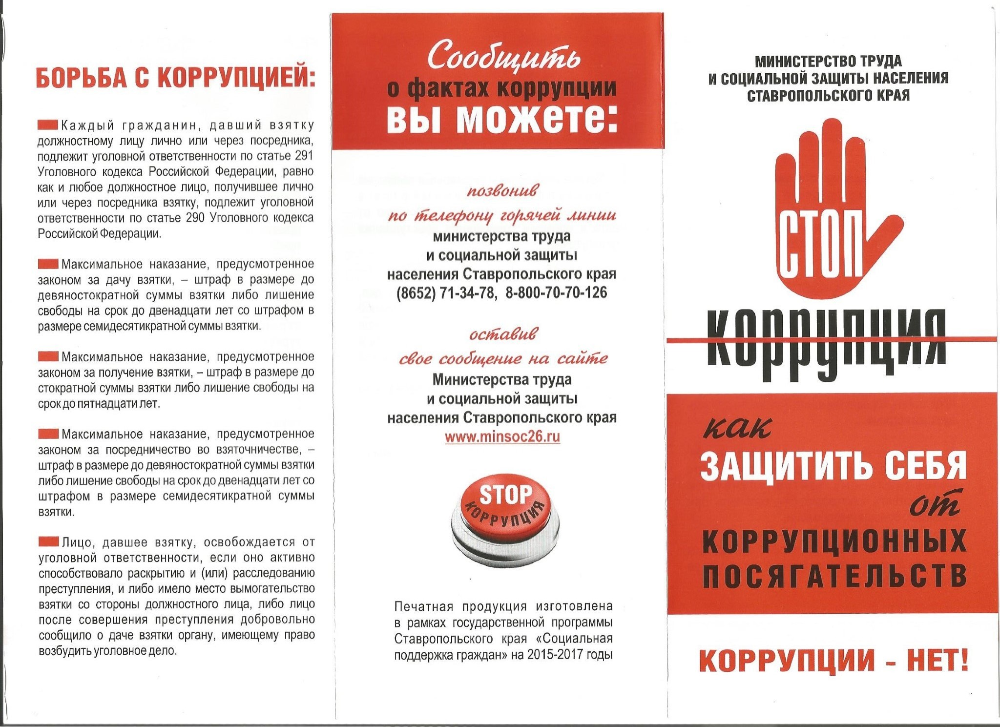 БОРЬБА С КОРРУПЦИЕЙ:
Каждый гражданин, давший взятку
должностному лицу лично или через посредника,
подлежит уголовной ответственности по статье 291
Уголовного кодекса Российской Федерации, равно
как и любое должностное лицо, получившее лично
или через посредника взятку, подлежит уголовной
ответственности по статье 290 Уголовного кодекса
Российской Федерации.
Максимальное наказание, предусмотренное
законом за дачу взятки, – штраф в размере до
девяностократной суммы взятки либо лишение
свободы на срок до двенадцати лет со штрафом в
размере семидесятикратной суммы взятки.
Максимальное наказание, предусмотренное
законом за получение взятки, – штраф в размере до
стократной суммы взятки либо лишение свободы на
срок до пятнадцати лет.
Максимальное наказание, предусмотренное
законом за посредничество во взяточничестве, –
штраф в размере до девяностократной суммы взятки
либо лишение свободы на срок до двенадцати лет со
штрафом в размере семидесятикратной суммы
взятки.
Лицо, давшее взятку, освобождается от
уголовной ответственности, если оно активно
способствовало раскрытию и (или) расследованию
преступления, и либо имело место вымогательство
взятки со стороны должностного лица, либо лицо
после совершения преступления добровольно
сообщило о даче взятки органу, имеющему право
возбудить уголовное дело.
Сообщить
о фактах коррупции
вы можете:
позвонив
по телефону горячей линии
министерства труда
и социальной защиты
населения Ставропольского края
(8652) 71-34-78, 8-800-70-70-126
оставив
свое сообщение на сайте
Министерства труда
и социальной защиты
населения Ставропольского края
www.minsoc26.ru
STOP
КОРРУПЦИЯ
Печатная продукция изготовлена
в рамках государственной программы
Ставропольского края «Социальная
поддержка граждан» на 2015-2017 годы
МИНИСТЕРСТВО ТРУДА
И СОЦИАЛЬНОЙ ЗАЩИТЫ НАСЕЛЕНИЯ
СТАВРОПОЛЬСКОГО КРАЯ
СТОП
коррупция
как
ЗАЩИТИТЬ СЕБЯ
от
КОРРУПЦИОННЫХ
ПОСЯГАТЕЛЬСТВ
КОРРУПЦИИ - НЕТ!